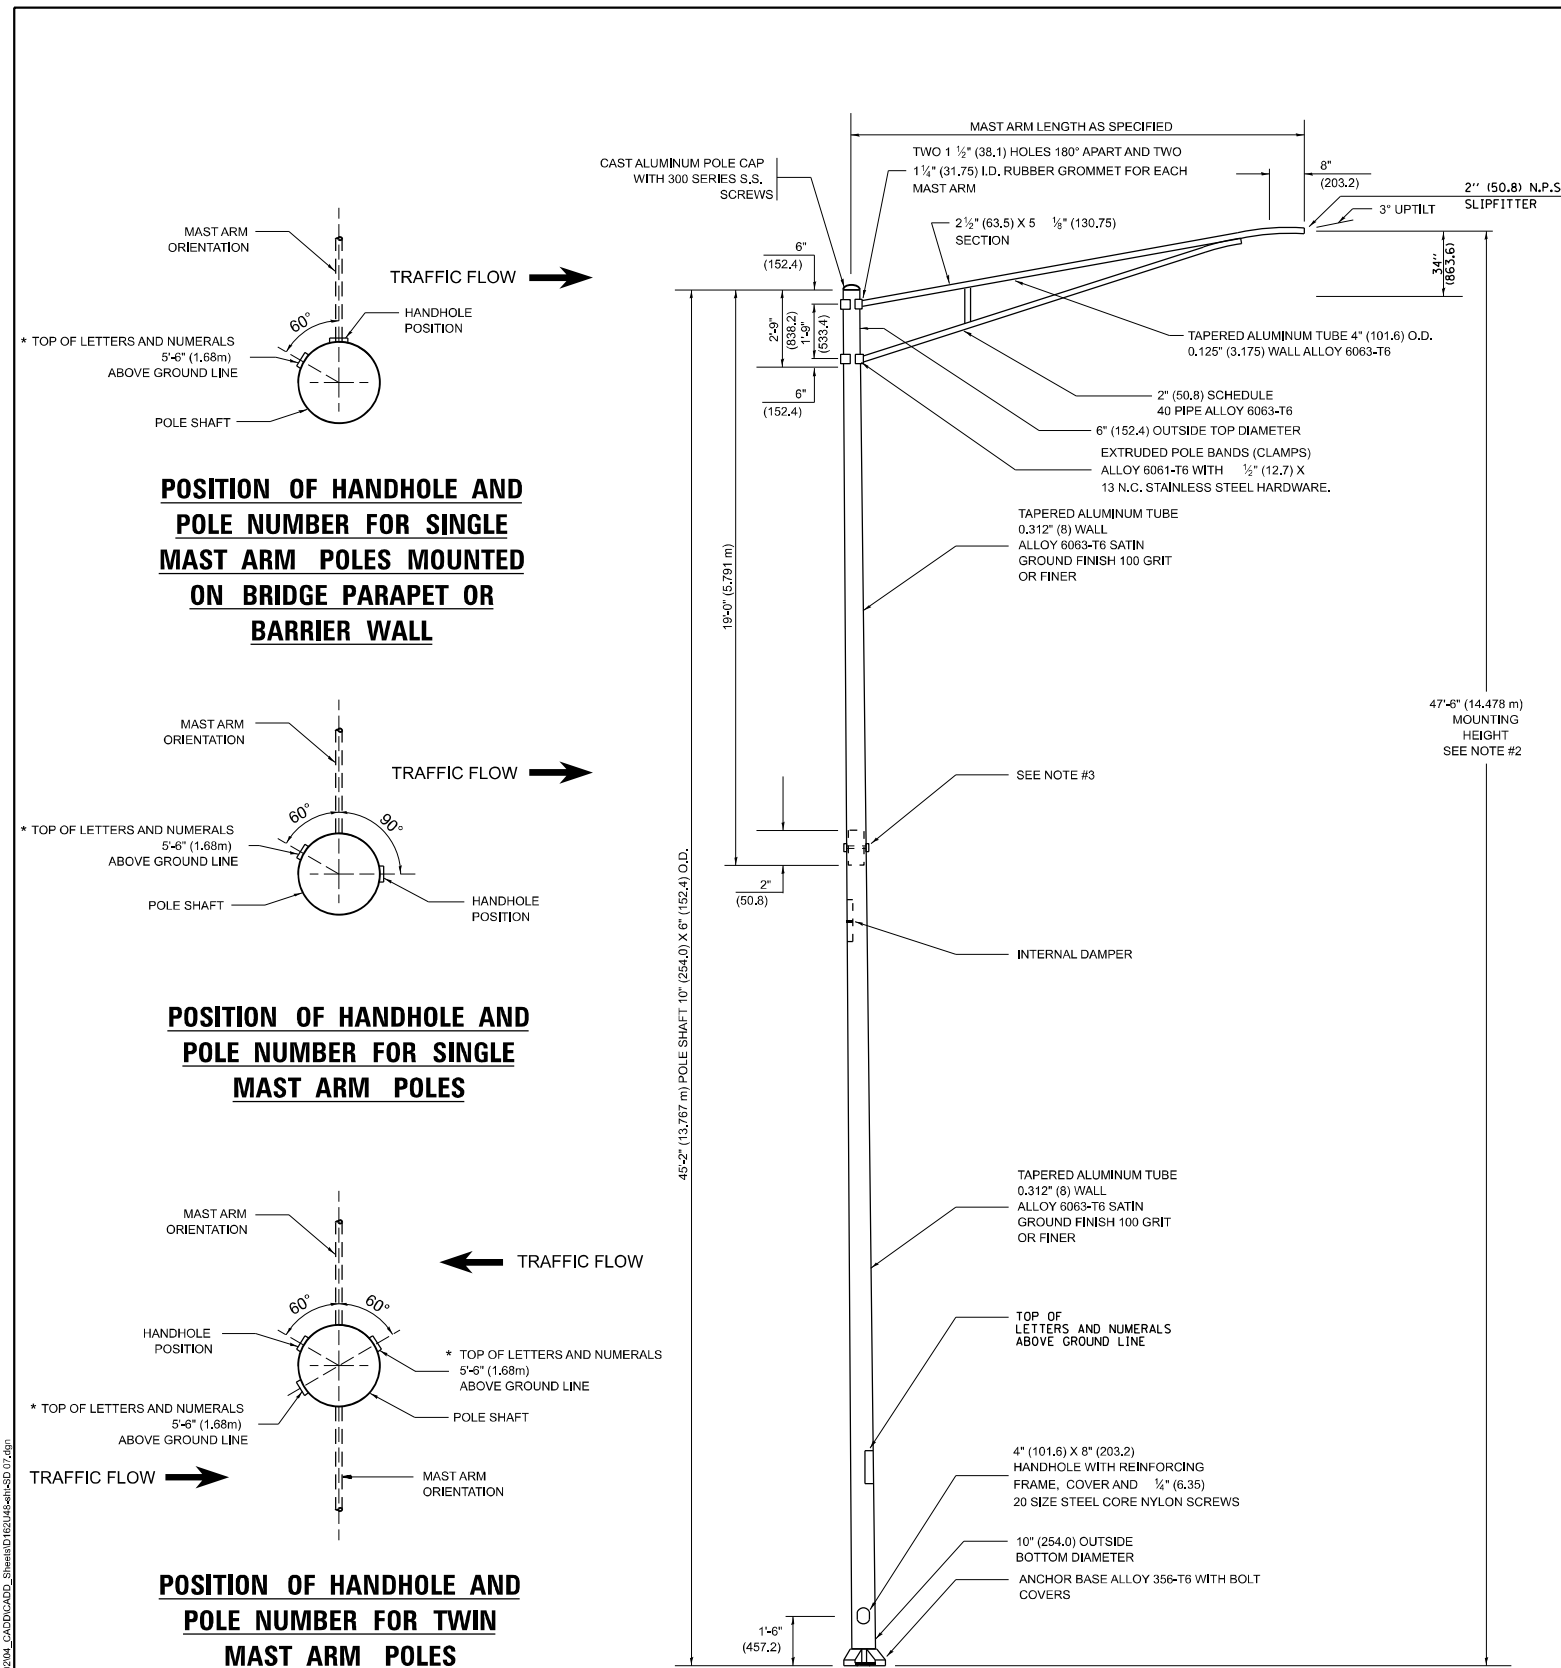 MAST ARM
ORIENTATION
TRAFFIC FLOW
60°
HANDHOLE
POSITION
* TOP OF LETTERS AND NUMERALS
5'-6" (1.68m)
ABOVE GROUND LINE
POLE SHAFT
POSITION OF HANDHOLE AND
POLE NUMBER FOR SINGLE
MAST ARM POLES MOUNTED
ON BRIDGE PARAPET OR
BARRIER WALL
MAST ARM
ORIENTATION
TRAFFIC FLOW
60°
90°
* TOP OF LETTERS AND NUMERALS
5'-6" (1.68m)
ABOVE GROUND LINE
POLE SHAFT
HANDHOLE
POSITION
POSITION OF HANDHOLE AND
POLE NUMBER FOR SINGLE
MAST ARM POLES
MAST ARM
ORIENTATION
TRAFFIC FLOW
60°
60°
HANDHOLE
POSITION
* TOP OF LETTERS AND NUMERALS
5'-6" (1.68m)
ABOVE GROUND LINE
* TOP OF LETTERS AND NUMERALS
5'-6" (1.68m)
ABOVE GROUND LINE
POLE SHAFT
TRAFFIC FLOW
MAST ARM
ORIENTATION
POSITION OF HANDHOLE AND
POLE NUMBER FOR TWIN
MAST ARM POLES
MAST ARM LENGTH AS SPECIFIED
CAST ALUMINUM POLE CAP
WITH 300 SERIES S.S.
SCREWS
TWO 1 ½" (38.1) HOLES 180° APART AND TWO
1¼" (31.75) I.D. RUBBER GROMMET FOR EACH
MAST ARM
8"
(203.2)
2'' (50.8) N.P.S
SLIPFITTER
3° UPTILT
2½" (63.5) X 5 ⅛" (130.75)
SECTION
6"
(152.4)
34''
(863.6)
2'-9"
(838.2)
1'-9"
(533.4)
6"
(152.4)
TAPERED ALUMINUM TUBE 4" (101.6) O.D.
0.125" (3.175) WALL ALLOY 6063-T6
2" (50.8) SCHEDULE
40 PIPE ALLOY 6063-T6
6" (152.4) OUTSIDE TOP DIAMETER
EXTRUDED POLE BANDS (CLAMPS)
ALLOY 6061-T6 WITH ½" (12.7) X
13 N.C. STAINLESS STEEL HARDWARE.
TAPERED ALUMINUM TUBE
0.312" (8) WALL
ALLOY 6063-T6 SATIN
GROUND FINISH 100 GRIT
OR FINER
19'-0" (5.791 m)
47'-6" (14.478 m)
MOUNTING
HEIGHT
SEE NOTE #2
SEE NOTE #3
2"
(50.8)
INTERNAL DAMPER
45'-2" (13.767 m) POLE SHAFT 10" (254.0) X 6" (152.4) O.D.
TAPERED ALUMINUM TUBE
0.312" (8) WALL
ALLOY 6063-T6 SATIN
GROUND FINISH 100 GRIT
OR FINER
TOP OF
LETTERS AND NUMERALS
ABOVE GROUND LINE
4" (101.6) X 8" (203.2)
HANDHOLE WITH REINFORCING
FRAME, COVER AND ¼" (6.35)
20 SIZE STEEL CORE NYLON SCREWS
10" (254.0) OUTSIDE
BOTTOM DIAMETER
ANCHOR BASE ALLOY 356-T6 WITH BOLT
COVERS
1'-6"
(457.2)